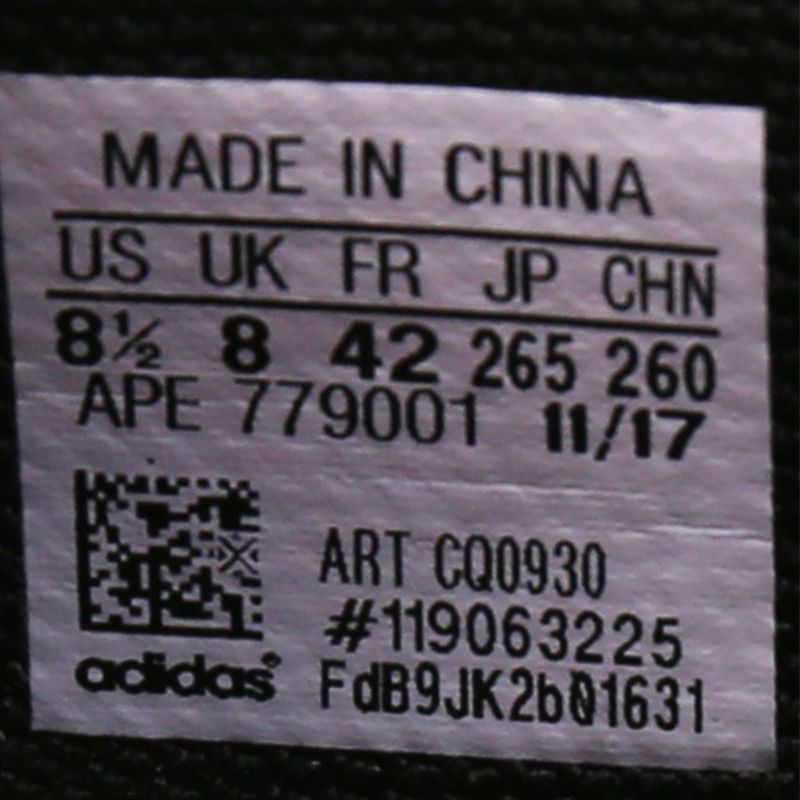 MADE IN CHINA
US UK FR JP CHN
8½ 8 42 265 260
APE 779001 11/17
ART CQ0930
#119063225
adidas®
FdB9JK2b01631